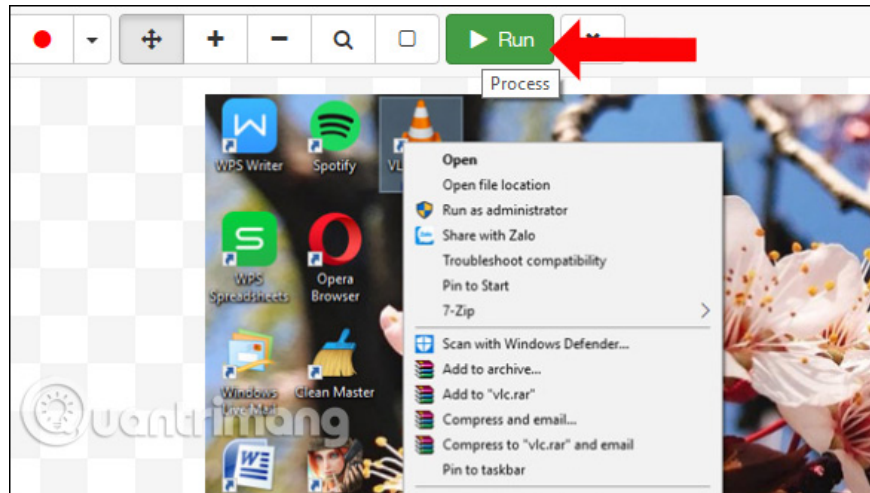 Run
Process
WPS Writer
Spotify
Open
Open file location
Run as administrator
Share with Zalo
Troubleshoot compatibility
Pin to Start
7-Zip
WPS
Spreadsheets
Opera
Browser
Scan with Windows Defender...
Add to archive...
Add to "vlc.rar"
Compress and email...
Compress to "vlc.rar" and email
Pin to taskbar
Windows
Live Mail
Clean Master
Quantrimang